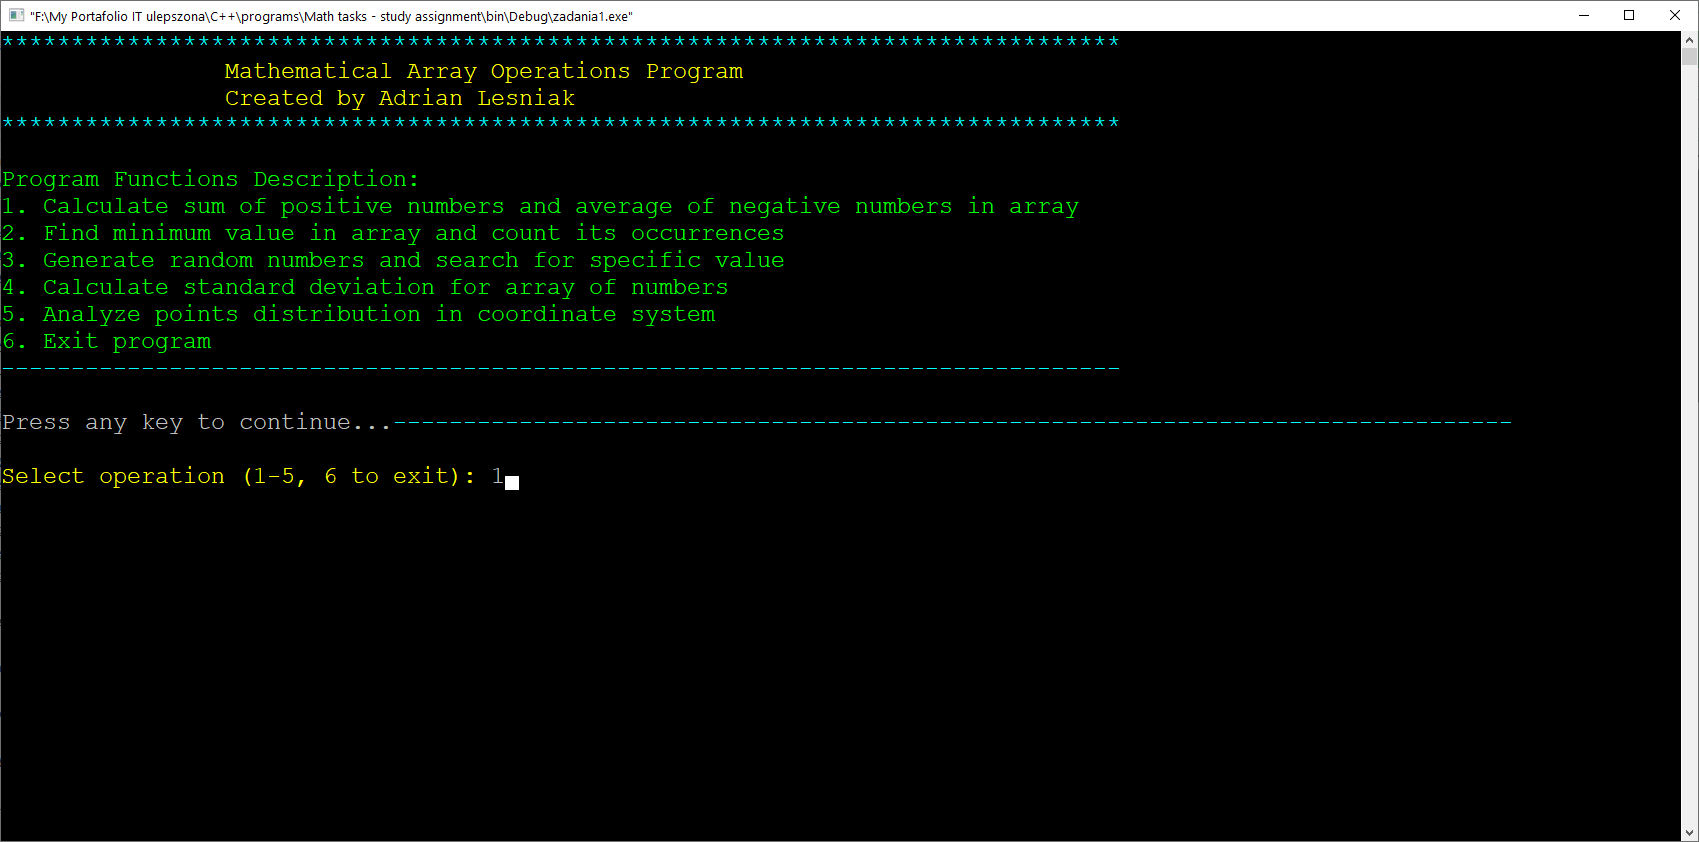 "F:\My Portafolio IT ulepszona\C++\programs\Math tasks - study assignment\bin\Debug\zadania1.exe"
********************************************************************************
Mathematical Array Operations Program
Created by Adrian Lesniak
********************************************************************************
Program Functions Description:
1. Calculate sum of positive numbers and average of negative numbers in array
2. Find minimum value in array and count its occurrences
3. Generate random numbers and search for specific value
4. Calculate standard deviation for array of numbers
5. Analyze points distribution in coordinate system
6. Exit program
--------------------------------------------------------------------------------
Press any key to continue...--------------------------------------------------------------------------------
Select operation (1-5, 6 to exit): 1